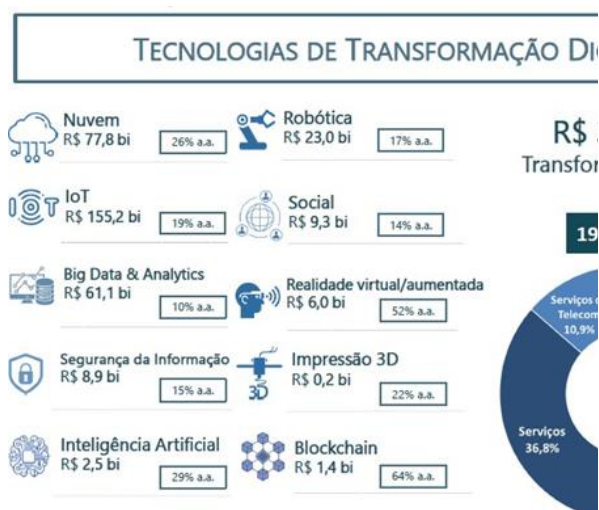 TECNOLOGIAS DE TRANSFORMAÇÃO
Nuvem
R$ 77,8 bi
26% a.a.
Robótica
R$ 23,0 bi
17% a.a.
IoT
R$ 155,2 bi
19% a.a.
Social
R$ 9,3 bi
14% a.a.
Big Data & Analytics
R$ 61,1 bi
10% a.a.
Realidade virtual/aumentada
R$ 6,0 bi
52% a.a.
Segurança da Informação
R$ 8,9 bi
15% a.a.
3D
Impressão 3D
R$ 0,2 bi
22% a.a.
Inteligência Artificial
R$ 2,5 bi
29% a.a.
Blockchain
R$ 1,4 bi
64% a.a.
R$
19
Serviços
Telecom
10,9%
Serviços
36,8%